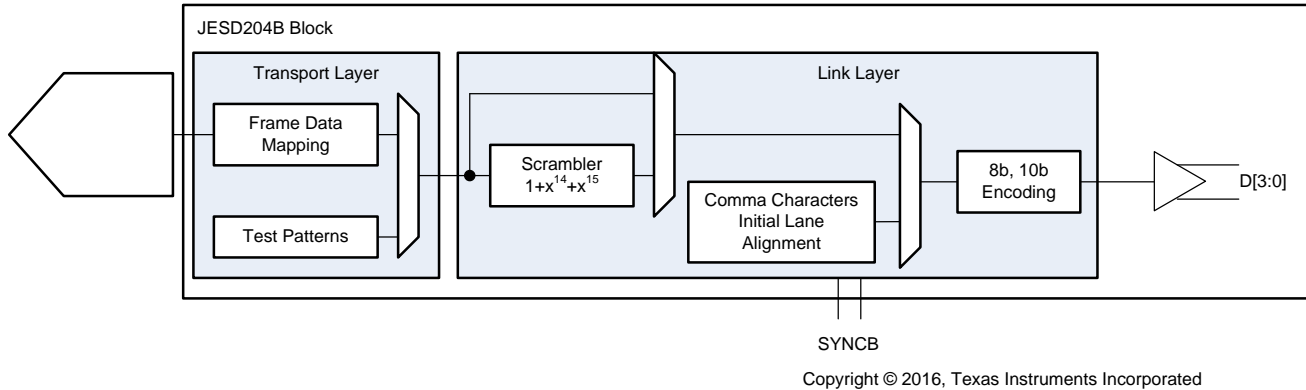 JESD204B Block
Transport Layer
Frame Data
Mapping
Test Patterns
Link Layer
Scrambler
1+x¹⁴+x¹⁵
Comma Characters
Initial Lane
Alignment
8b, 10b
Encoding
D[3:0]
SYNCB
Copyright © 2016, Texas Instruments Incorporated